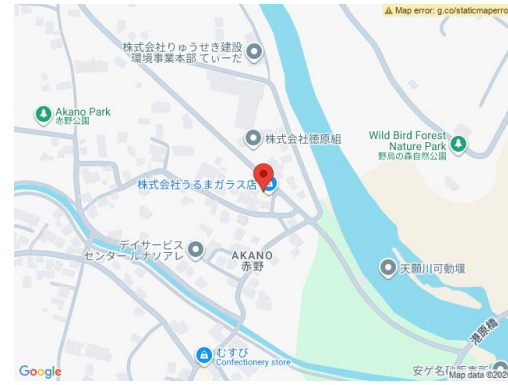 Map error: g.co/staticmaperro
株式会社りゅうせき建設
環境事業本部 てぃーだ
Akano Park
赤野公園
株式会社徳原組
Wild Bird Forest
Nature Park
野鳥の森自然公園
株式会社うるまガラス店
デイサービス
センター ルナソアレ
AKANO
赤野
天願川可動堰
港原橋
むすび
Confectionery store
安ゲ名砂販売所
Google
Map data ©2026